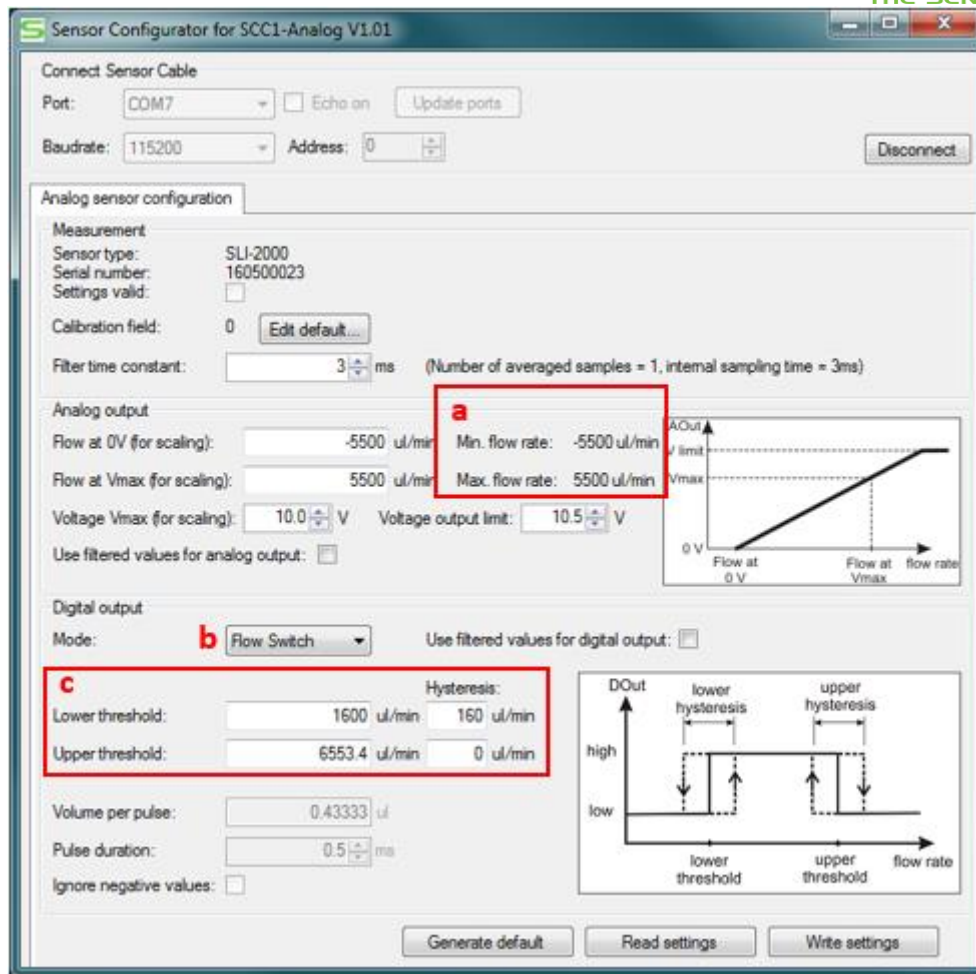 THE SEN
Sensor Configurator for SCC1-Analog V1.01
Connect Sensor Cable
Port: COM7 Echo on Update ports
Baudrate: 115200 Address: 0 Disconnect
Analog sensor configuration
Measurement
Sensor type: SLI-2000
Serial number: 160500023
Settings valid:
Calibration field: 0 Edit default...
Filter time constant: 3 ms (Number of averaged samples = 1, internal sampling time = 3ms)
Analog output
a
Flow at 0V (for scaling): -5500 ul/min Min. flow rate: -5500 ul/min
Flow at Vmax (for scaling): 5500 ul/min Max. flow rate: 5500 ul/min
Voltage Vmax (for scaling): 10.0 V Voltage output limit: 10.5 V
Use filtered values for analog output:
AOut
V limit
Vmax
0 V
Flow at 0 V
Flow at Vmax
flow rate
Digital output
Mode: b Flow Switch Use filtered values for digital output:
c
Hysteresis:
Lower threshold: 1600 ul/min 160 ul/min
Upper threshold: 6553.4 ul/min 0 ul/min
DOut
lower hysteresis
upper hysteresis
high
low
lower threshold
upper threshold
flow rate
Volume per pulse: 0.43333 ul
Pulse duration: 0.5 ms
Ignore negative values:
Generate default Read settings Write settings